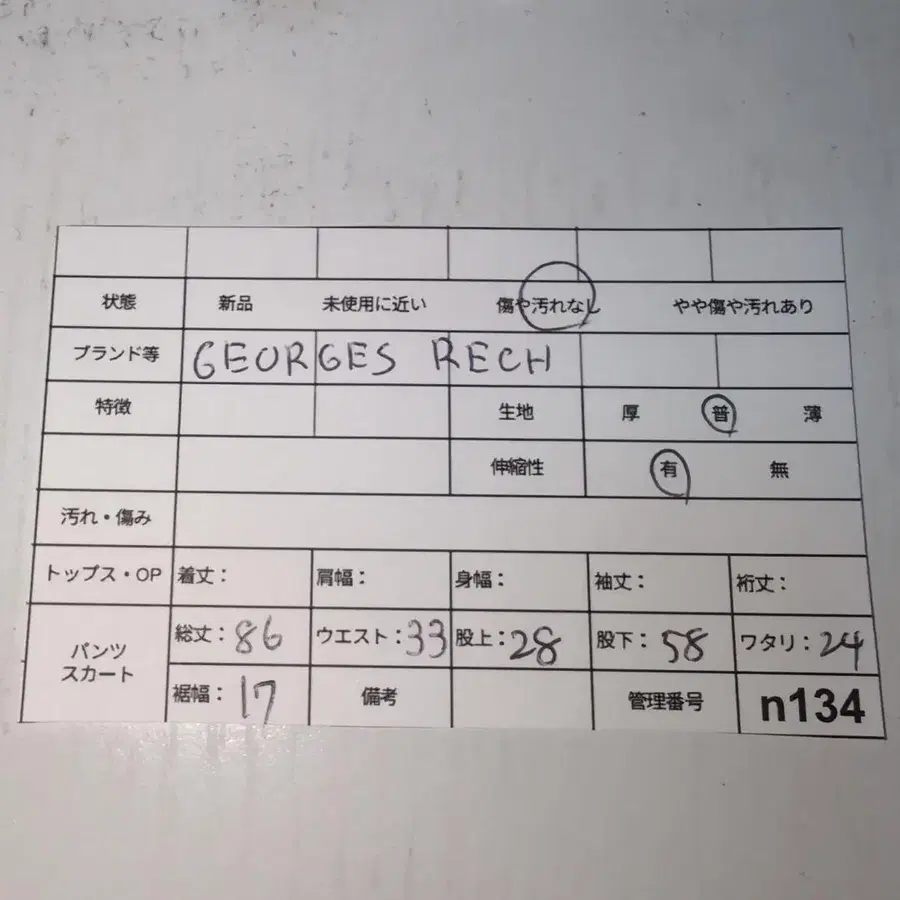 状態 新品 未使用に近い 傷や汚れなし やや傷や汚れあり
ブランド等 GEORGES RECH
特徴 生地 厚 普 薄
伸縮性 有 無
汚れ・傷み
トップス・OP 着丈： 肩幅： 身幅： 袖丈： 裄丈：
パンツ スカート 総丈：86 ウエスト：33 股上：28 股下：58 ワタリ：24
裾幅：17 備考 管理番号 n134